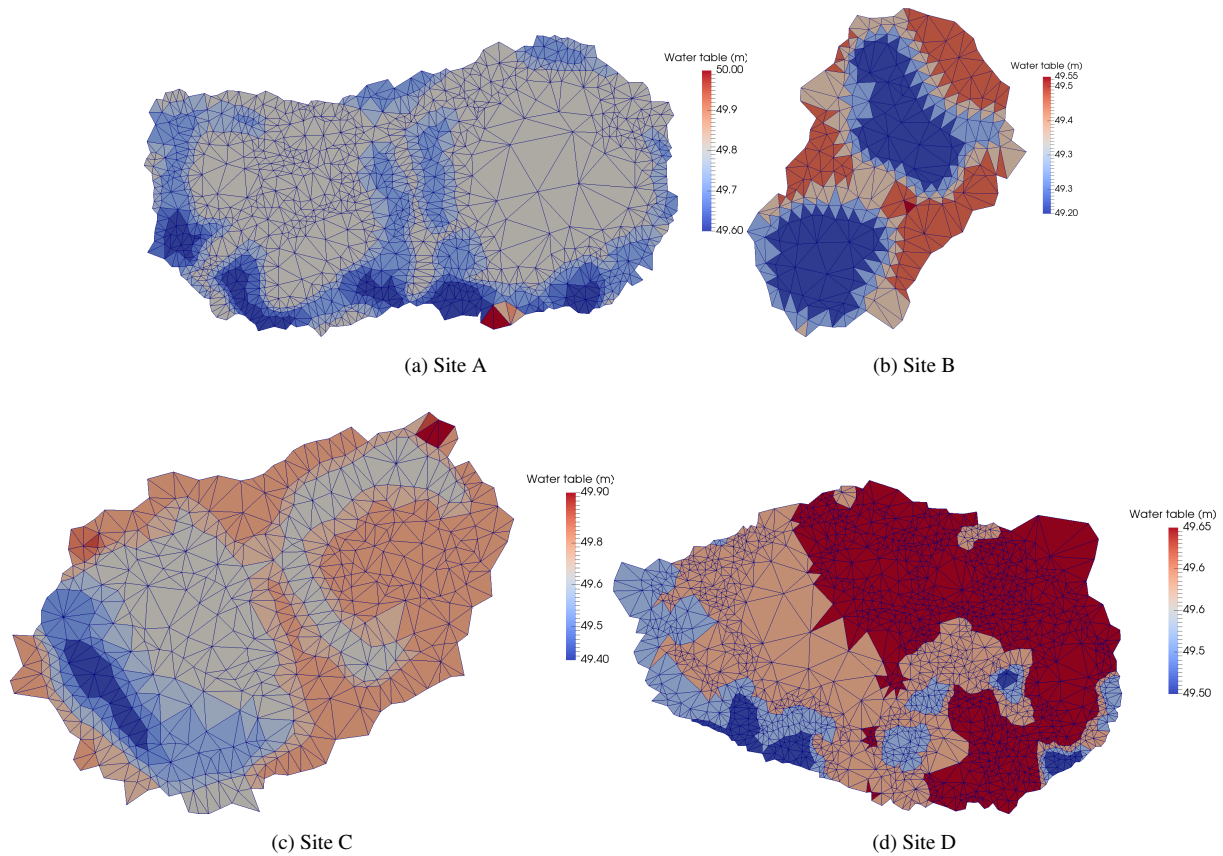 Water table (m)
50.00
49.9
49.8
49.7
49.60
(a) Site A
Water table (m)
49.55
49.5
49.4
49.3
49.3
49.20
(b) Site B
Water table (m)
49.90
49.8
49.6
49.5
49.40
(c) Site C
Water table (m)
49.65
49.6
49.6
49.5
49.50
(d) Site D